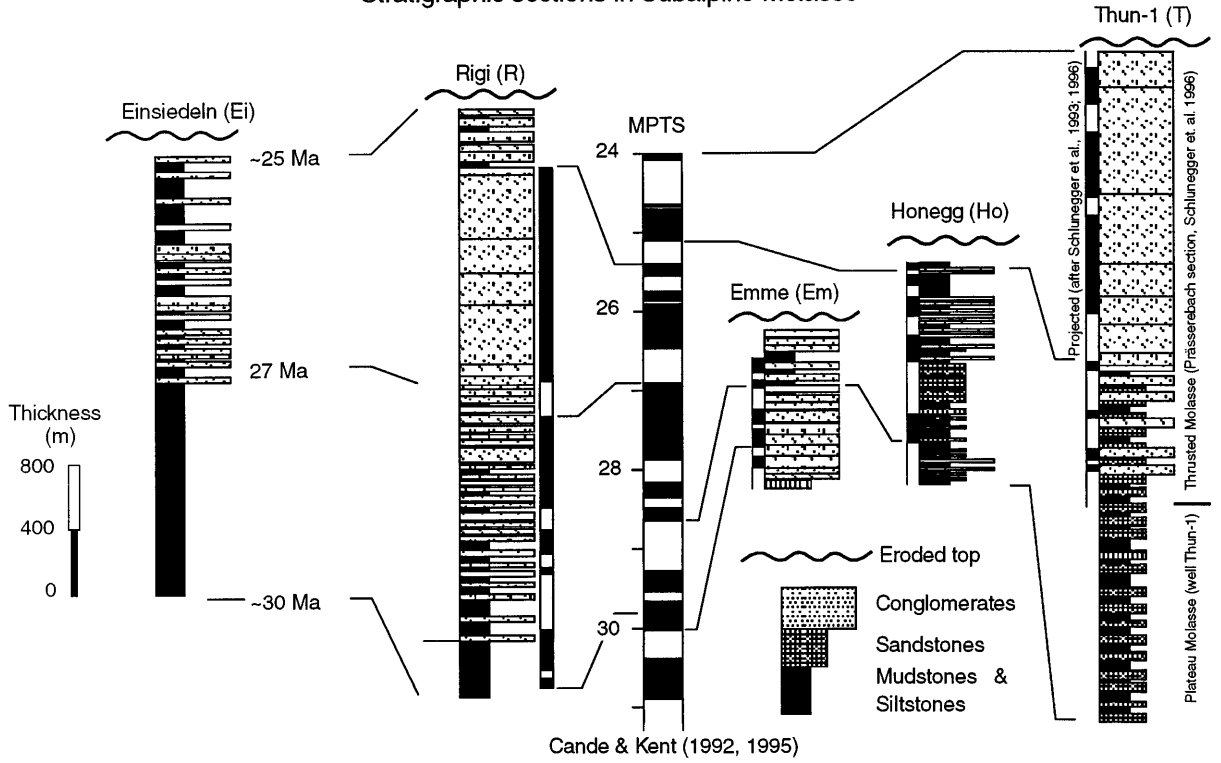 Stratigraphic sections in Subalpine Molasse
Thun-1 (T)
Rigi (R)
Einsiedeln (Ei)
MPTS
~25 Ma
24
Honegg (Ho)
Emme (Em)
26
27 Ma
Thickness
(m)
800
400
0
28
~30 Ma
30
Eroded top
Conglomerates
Sandstones
Mudstones &
Siltstones
Cande & Kent (1992, 1995)
Projected (after Schlunegger et al., 1993; 1996)
Thrusted Molasse (Prässerebach section, Schlunegger et al. 1996)
Plateau Molasse (well Thun-1)